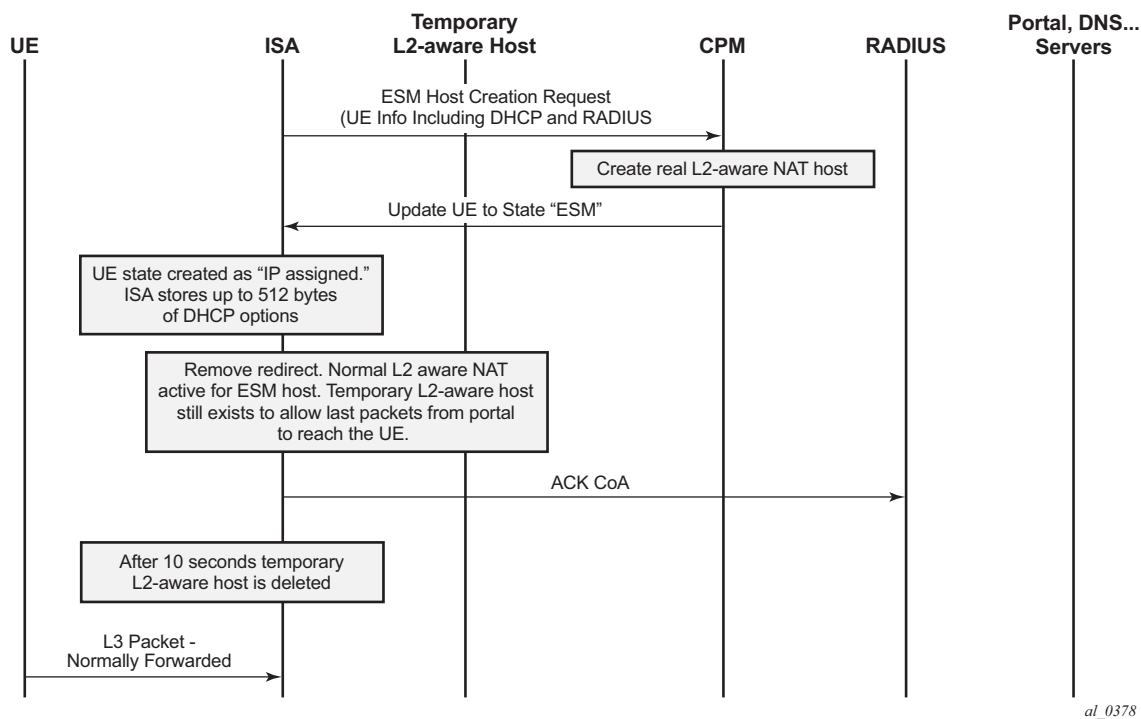 UE
ISA
Temporary
L2-aware Host
CPM
RADIUS
Portal, DNS...
Servers
ESM Host Creation Request
(UE Info Including DHCP and RADIUS
Create real L2-aware NAT host
Update UE to State “ESM”
UE state created as “IP assigned.”
ISA stores up to 512 bytes
of DHCP options
Remove redirect. Normal L2 aware NAT
active for ESM host. Temporary L2-aware host
still exists to allow last packets from portal
to reach the UE.
ACK CoA
After 10 seconds temporary
L2-aware host is deleted
L3 Packet -
Normally Forwarded
al_0378